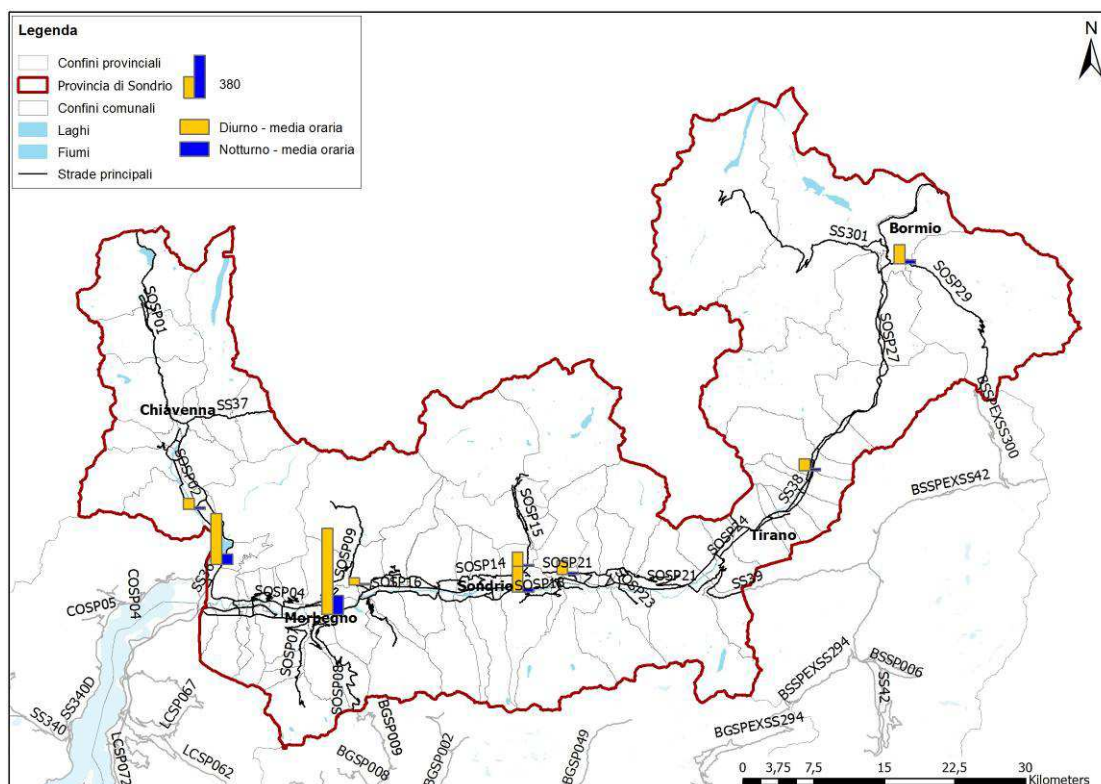 Legenda
Confini provinciali
Provincia di Sondrio
380
Confini comunali
Laghi
Diurno - media oraria
Fiumi
Notturno - media oraria
Strade principali
N
Bormio
SS301
SOSP29
SOSP01
SOSP27
BSSPEXSS300
Chiavenna
SS37
SOSP02
SS38
BSSPEXSS42
SOSP15
SOSP24
Tirano
SOSP09
SOSP14
SOSP21
SOSP16
Sondrio
SOSP16
SOSP21
SS39
SOSP23
COSP05
COSP04
SOSP04
Morbegno
SOSP08
BSSPEXSS294
BSSP006
SS42
SS340D
SS340
LCSP067
LCSP072
LCSP062
BGSP009
BGSP008
BGSP002
BGSP049
BGSPEXSS294
0 3,75 7,5 15 22,5 30
Kilometers